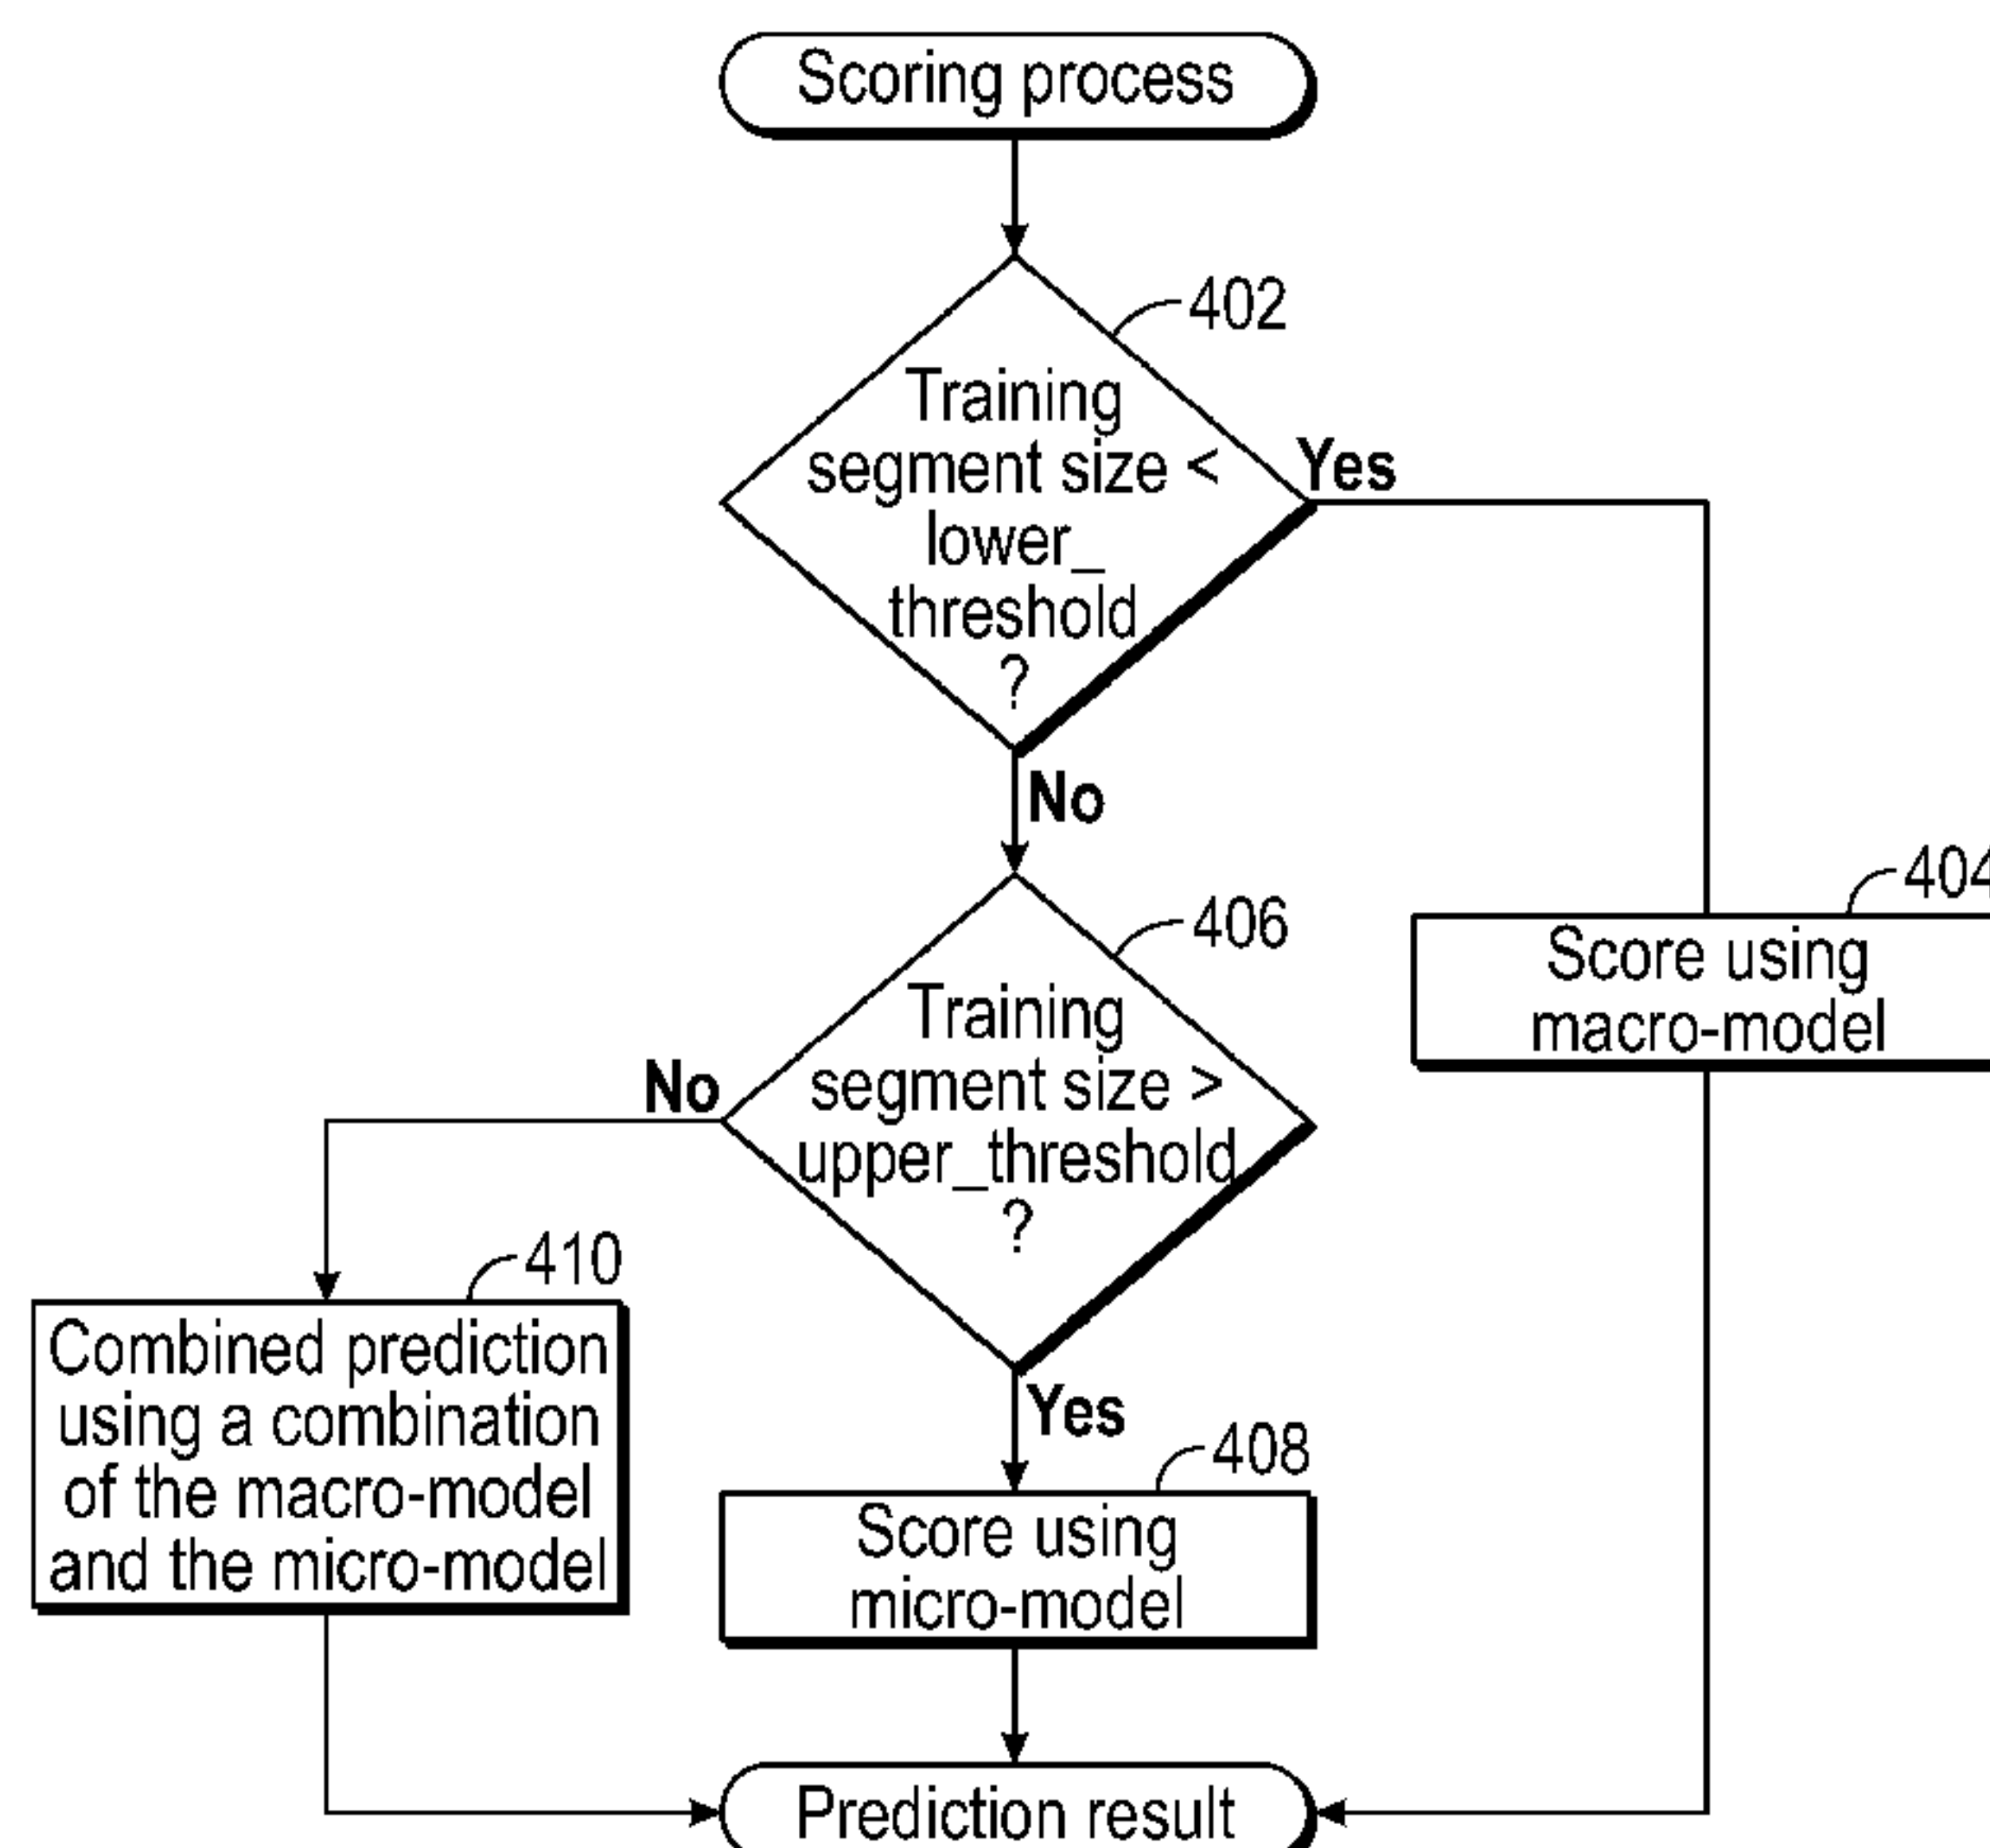 Scoring process
402
Training
segment size <
lower_
threshold
?
Yes
No
404
Score using
macro-model
406
Training
segment size >
upper_threshold
?
No
Yes
410
Combined prediction
using a combination
of the macro-model
and the micro-model
408
Score using
micro-model
Prediction result